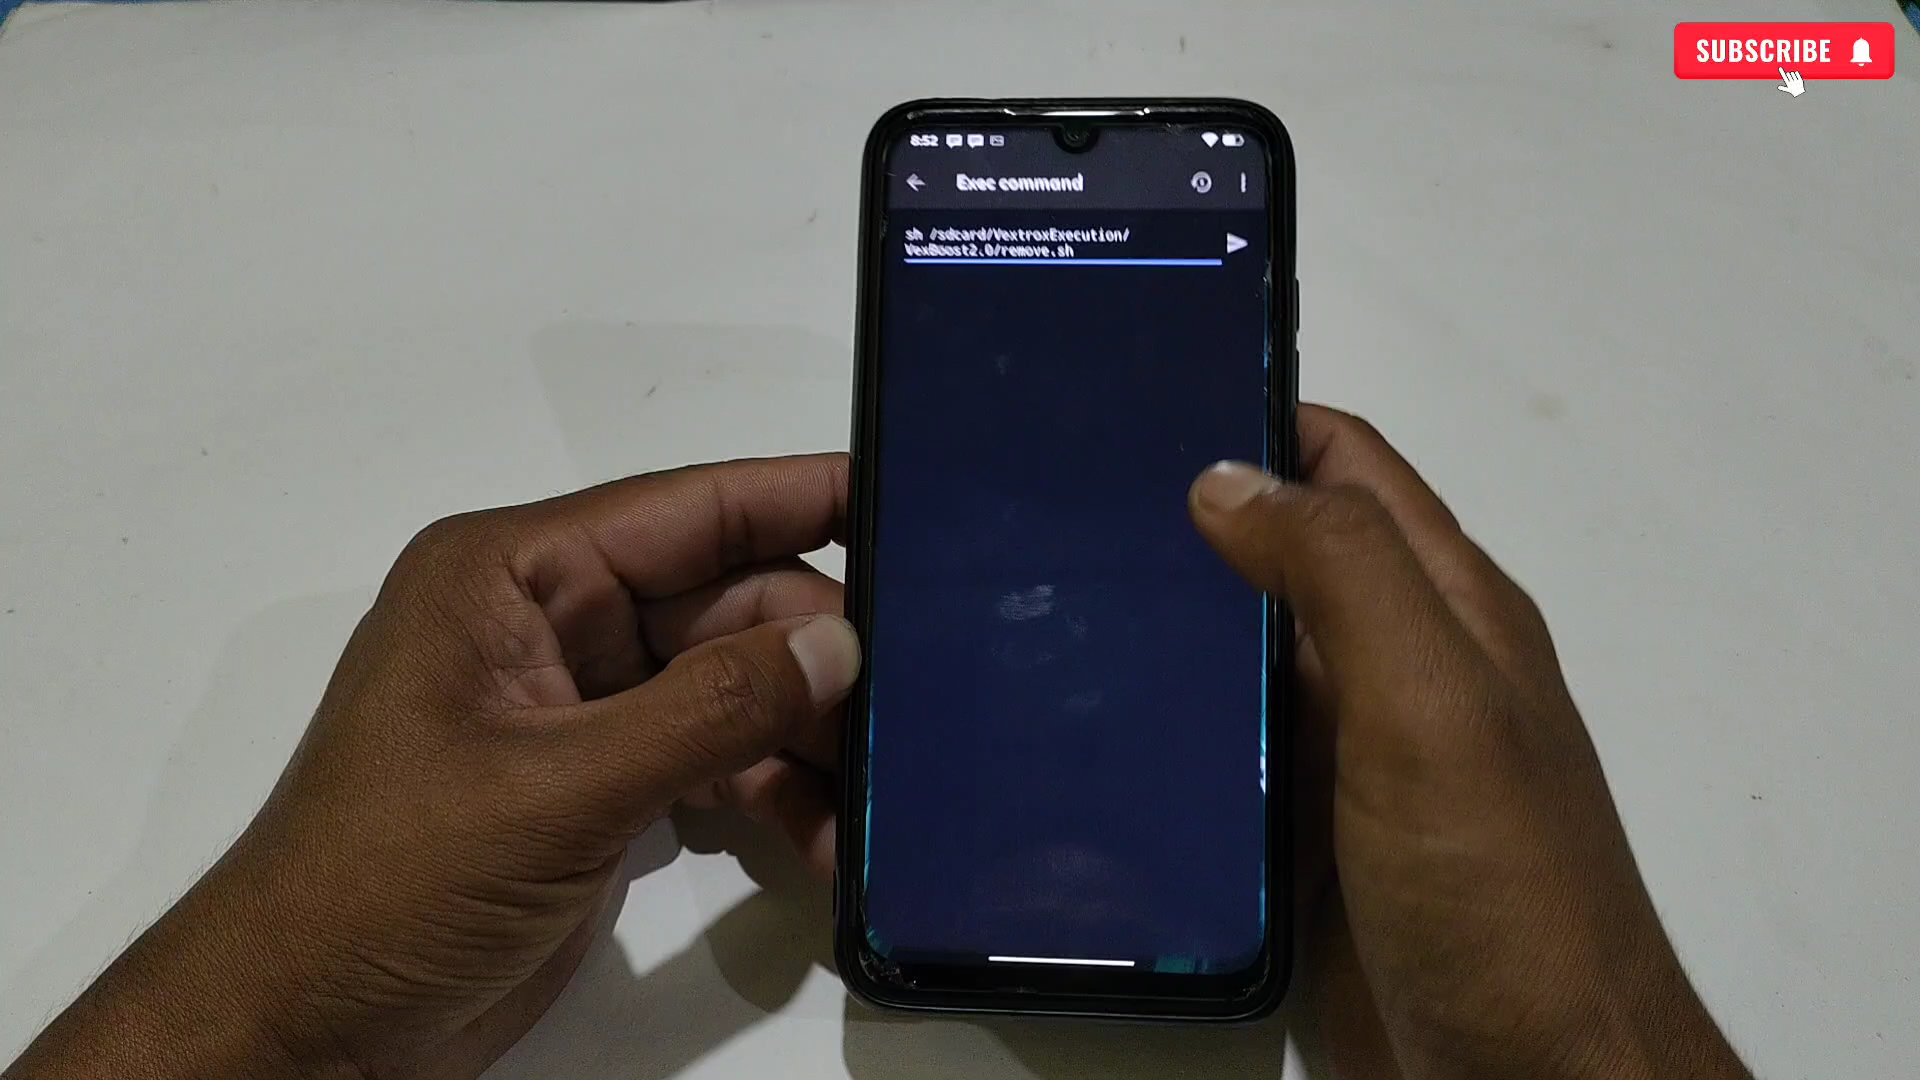 SUBSCRIBE
8:52
Exec command
sh /sdcard/VextroxExecution/
VexBoost2.0/remove.sh